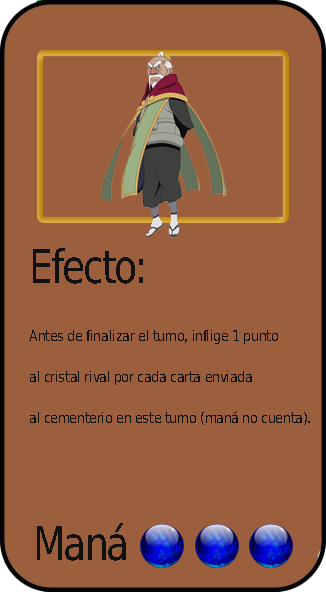 Efecto:
Antes de finalizar el turno, inflige 1 punto
al cristal rival por cada carta enviada
al cementerio en este turno (maná no cuenta).
Maná